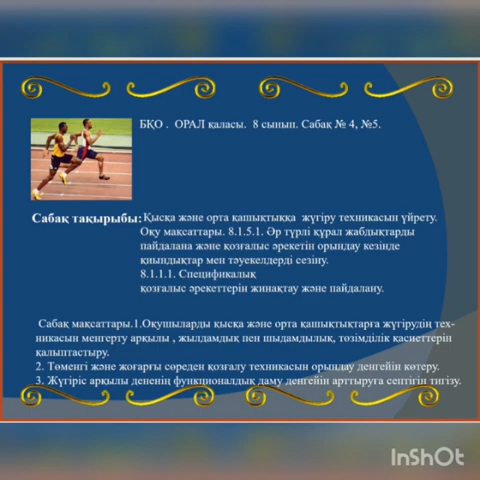 БҚО . ОРАЛ қаласы. 8 сынып. Сабақ № 4, №5.
Сабақ тақырыбы: Қысқа және орта қашықтыққа жүгіру техникасын үйрету.
Оқу мақсаттары. 8.1.5.1. Әр түрлі құрал жабдықтарды
пайдалана және қозғалыс әрекетін орындау кезінде
қиындықтар мен тәуекелдерді сезіну.
8.1.1.1. Спецификалық
қозғалыс әрекеттерін жинақтау және пайдалану.
Сабақ мақсаттары.1.Оқушыларды қысқа және орта қашықтықтарға жүгірудің тех-
никасын меңгерту арқылы , жылдамдық пен шыдамдылық, төзімділік қасиеттерін
қалыптастыру.
2. Төменгі және жоғарғы сөреден қозғалу техникасын орындау деңгейін көтеру.
3. Жүгіріс арқылы дененің функционалдық даму деңгейін арттыруға септігін тигізу.
InShOt